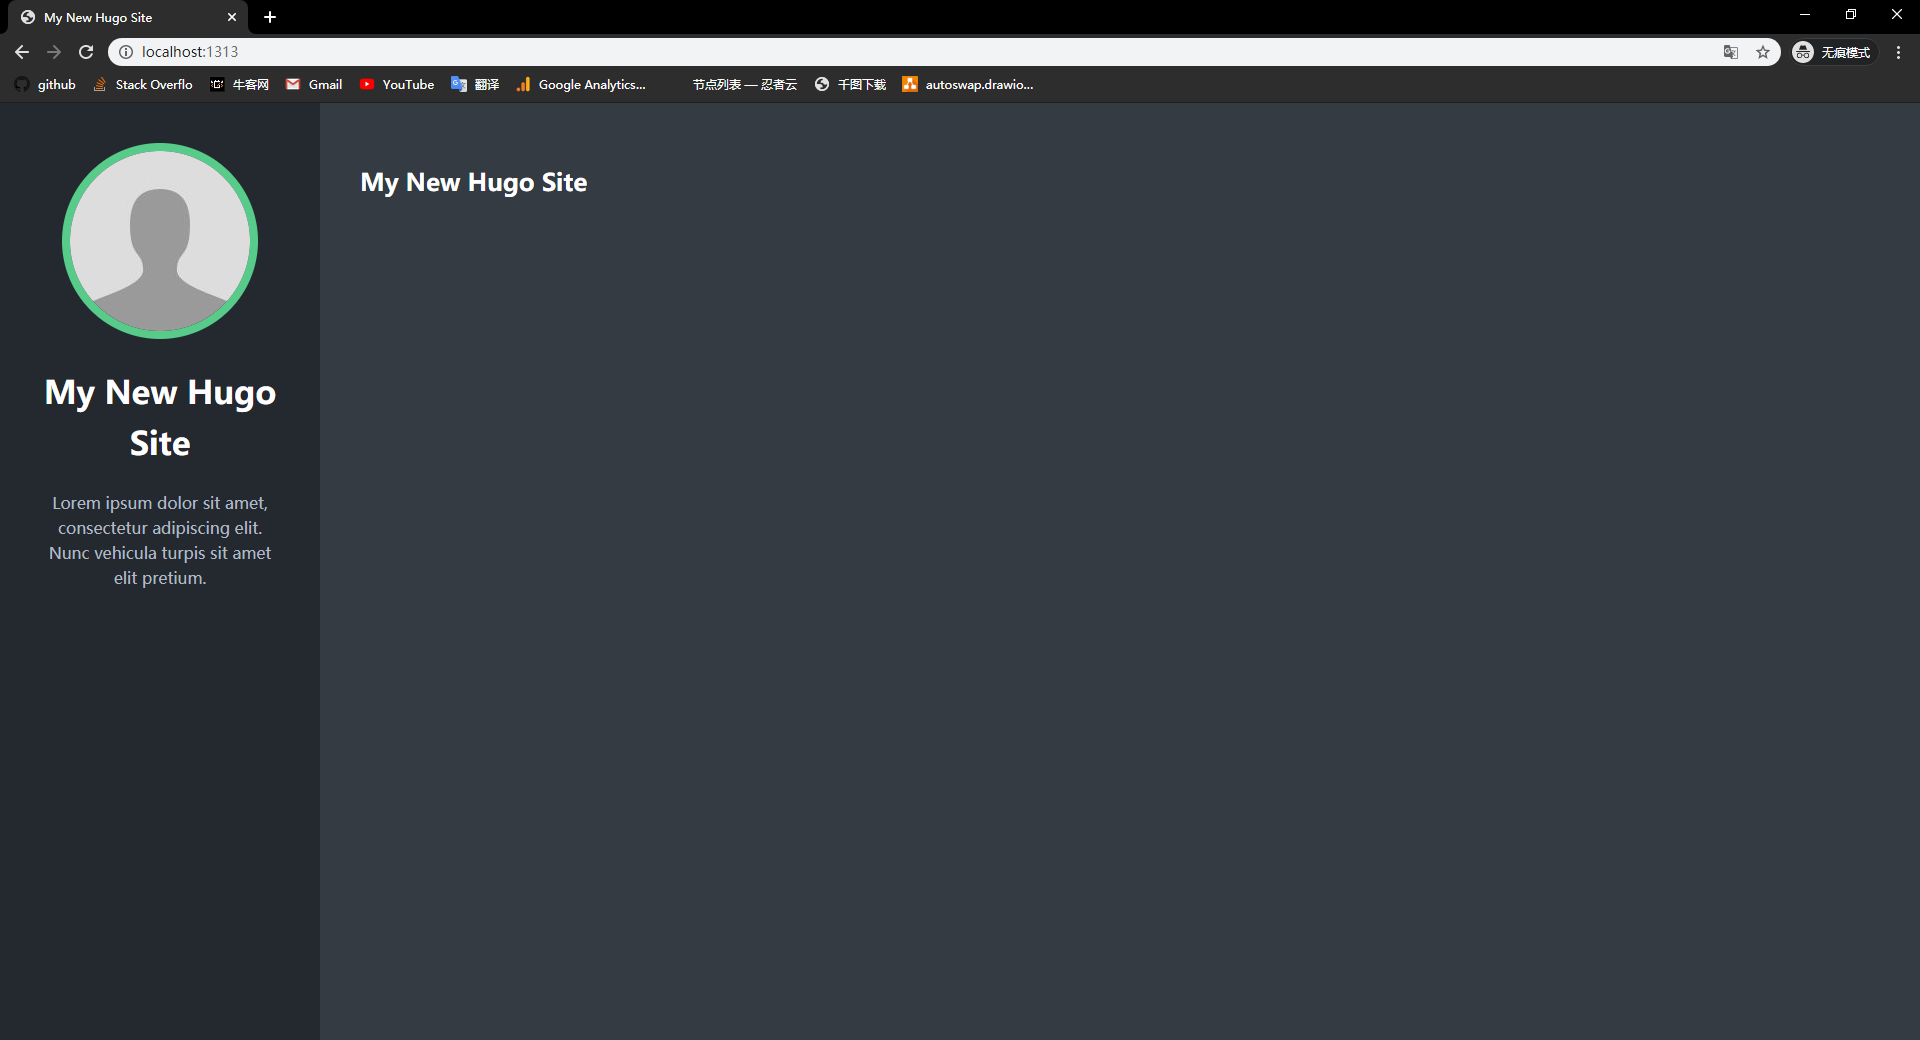 My New Hugo Site
localhost:1313
无痕模式
github Stack Overflo 牛客网 Gmail YouTube 翻译 Google Analytics... 节点列表 — 忍者云 千图下载 autoswap.drawio...
My New Hugo
Site
Lorem ipsum dolor sit amet,
consectetur adipiscing elit.
Nunc vehicula turpis sit amet
elit pretium.
My New Hugo Site